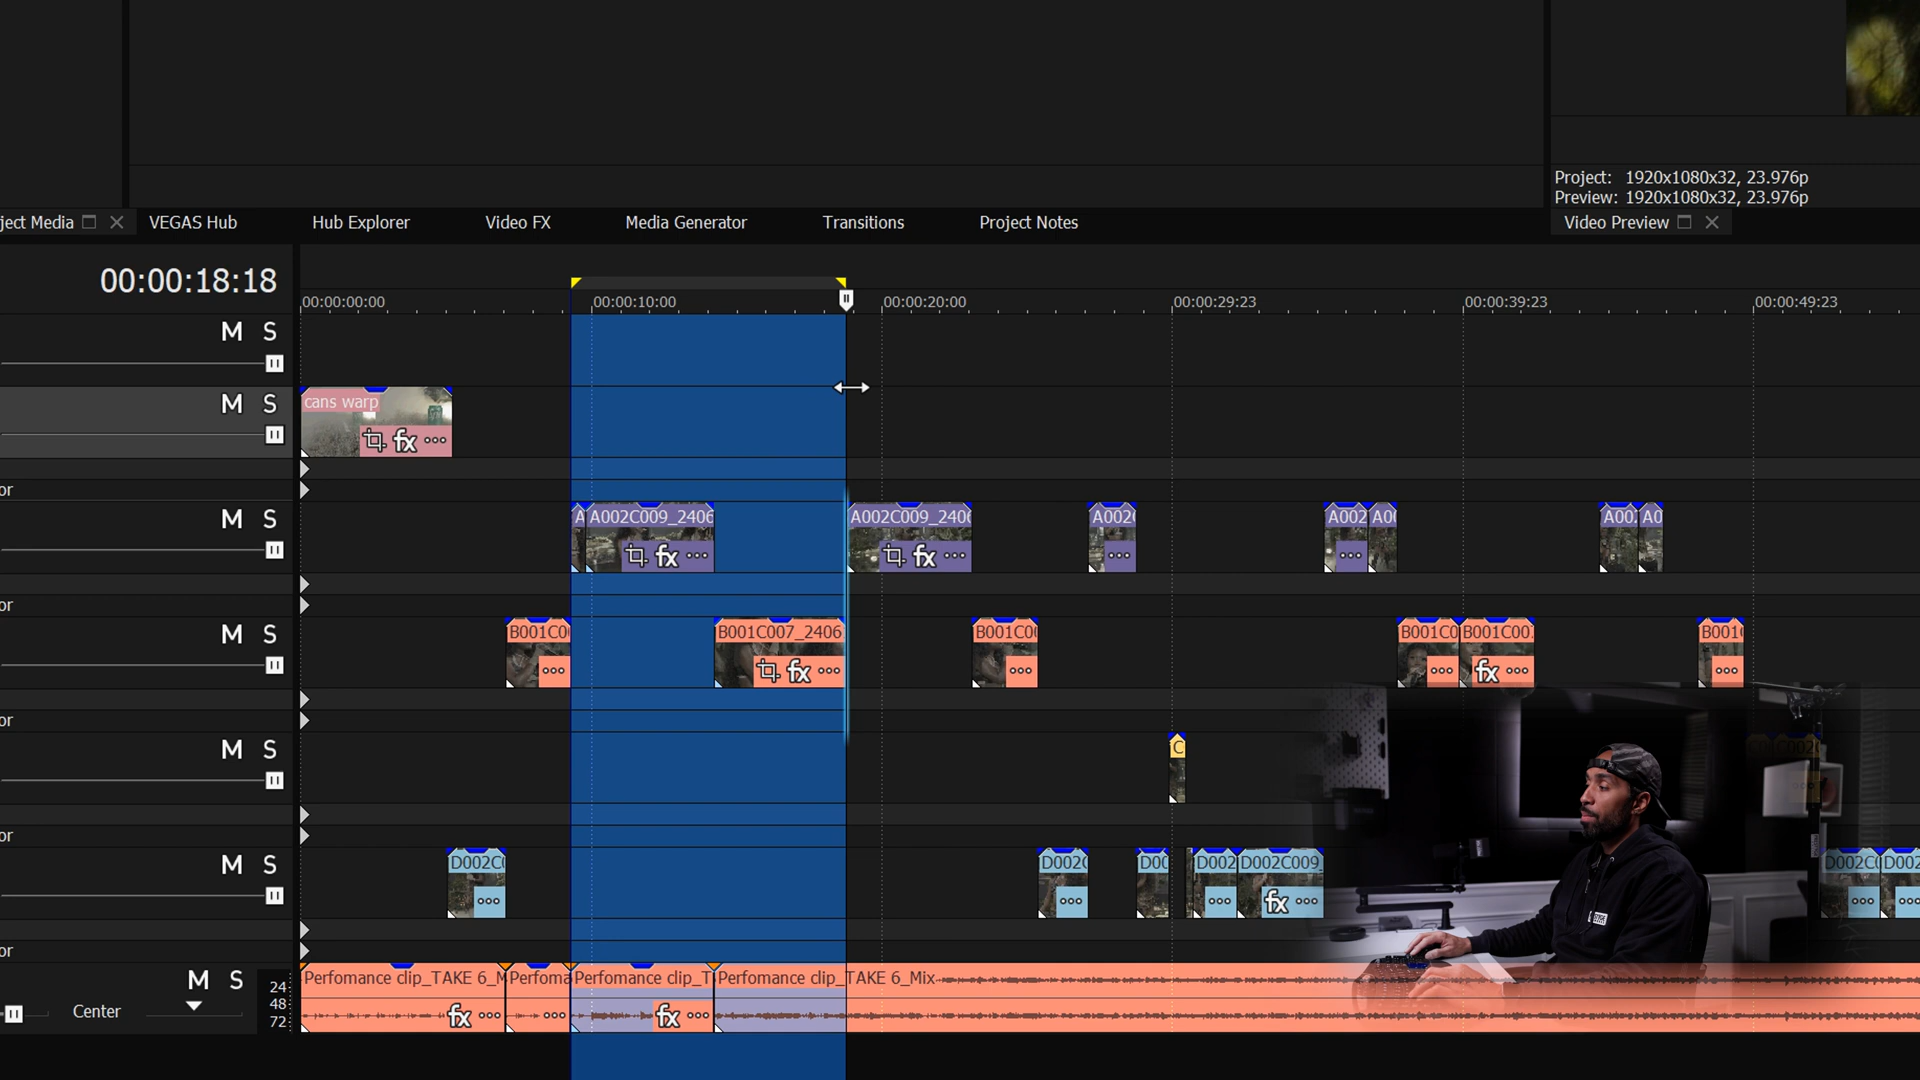 Project: 1920x1080x32, 23.976p
Preview: 1920x1080x32, 23.976p
ject Media VEGAS Hub Hub Explorer Video FX Media Generator Transitions Project Notes Video Preview
00:00:18:18
00:00:00:00 00:00:10:00 00:00:20:00 00:00:29:23 00:00:39:23 00:00:49:23
M S
M S
cans warp
fx
or
M S
A A002C009_2406 A002C009_2406 A002 A002 A0 A002 A0
fx fx
or
M S
B001C0 B001C007_2406 B001C0 B001C0 B001C00 B001
fx fx
or
M S
C
or
M S
D002C D002 D00 D002 D002C009_ D002C D002
fx
or
M S
24
48
72
Center
Perfomance clip_TAKE 6_M Perfoma Perfomance clip_T Perfomance clip_TAKE 6_Mix
fx fx